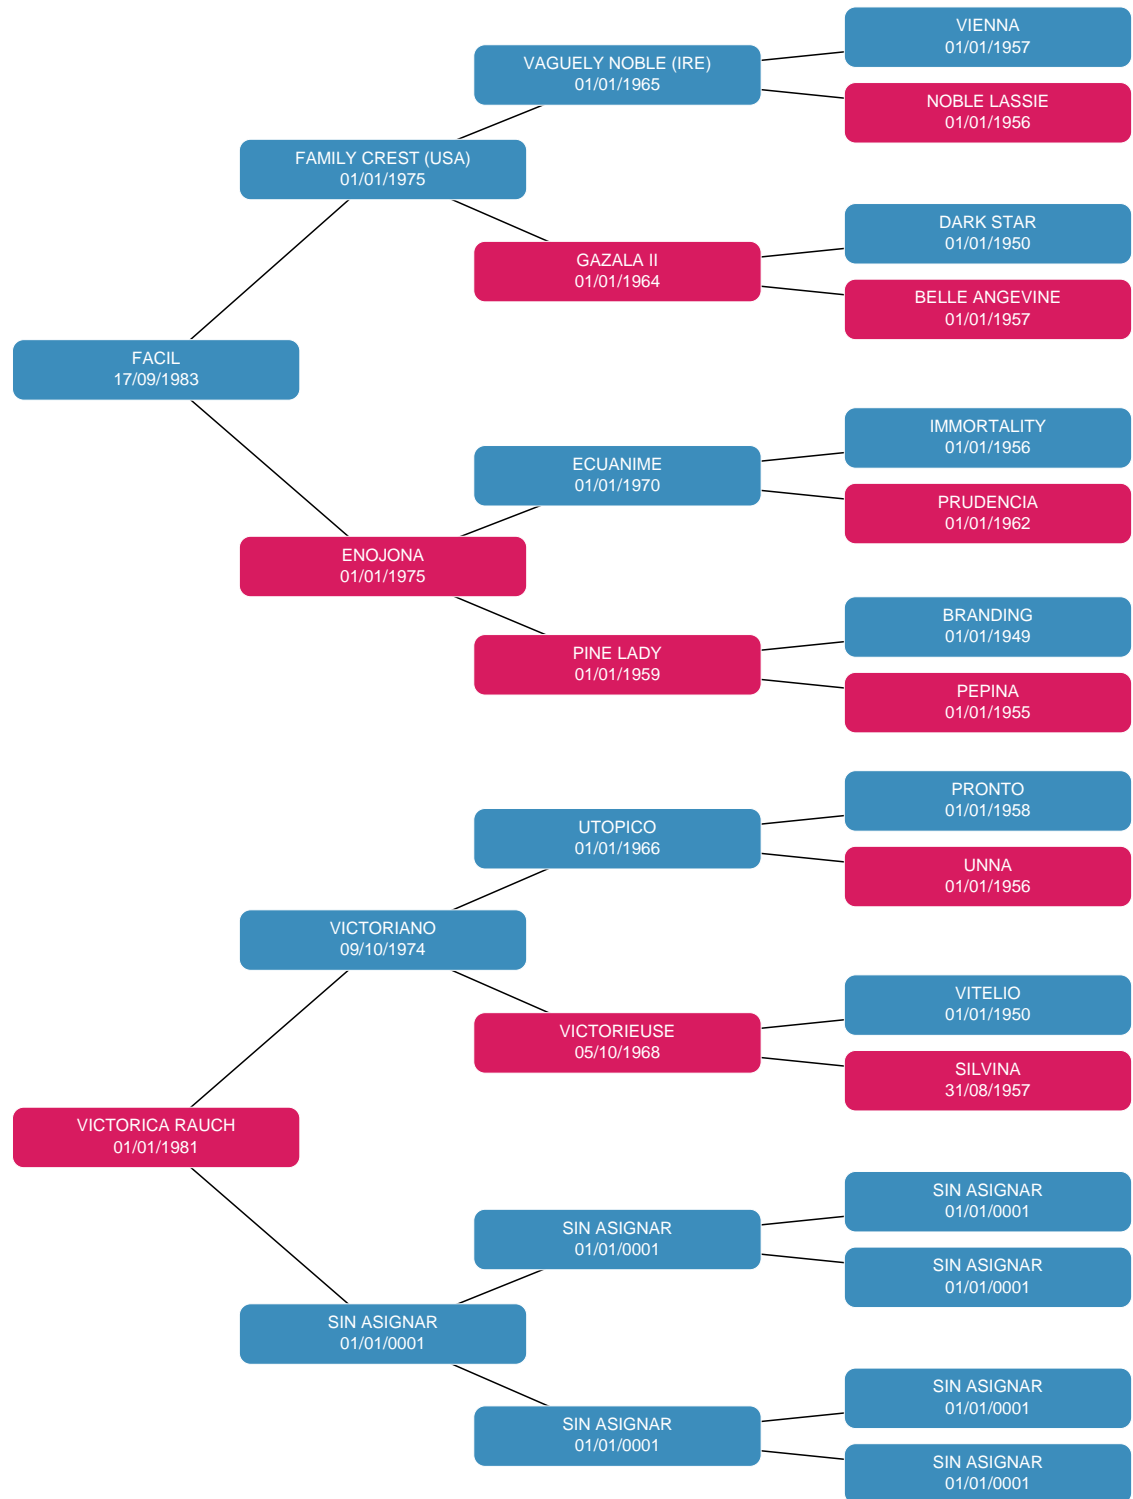 VIENNA
01/01/1957
VAGUELY NOBLE (IRE)
01/01/1965
NOBLE LASSIE
01/01/1956
FAMILY CREST (USA)
01/01/1975
DARK STAR
01/01/1950
GAZALA II
01/01/1964
BELLE ANGEVINE
01/01/1957
FACIL
17/09/1983
IMMORTALITY
01/01/1956
ECUANIME
01/01/1970
PRUDENCIA
01/01/1962
ENOJONA
01/01/1975
BRANDING
01/01/1949
PINE LADY
01/01/1959
PEPINA
01/01/1955
PRONTO
01/01/1958
UTOPICO
01/01/1966
UNNA
01/01/1956
VICTORIANO
09/10/1974
VITELIO
01/01/1950
VICTORIEUSE
05/10/1968
SILVINA
31/08/1957
VICTORICA RAUCH
01/01/1981
SIN ASIGNAR
01/01/0001
SIN ASIGNAR
01/01/0001
SIN ASIGNAR
01/01/0001
SIN ASIGNAR
01/01/0001
SIN ASIGNAR
01/01/0001
SIN ASIGNAR
01/01/0001
SIN ASIGNAR
01/01/0001